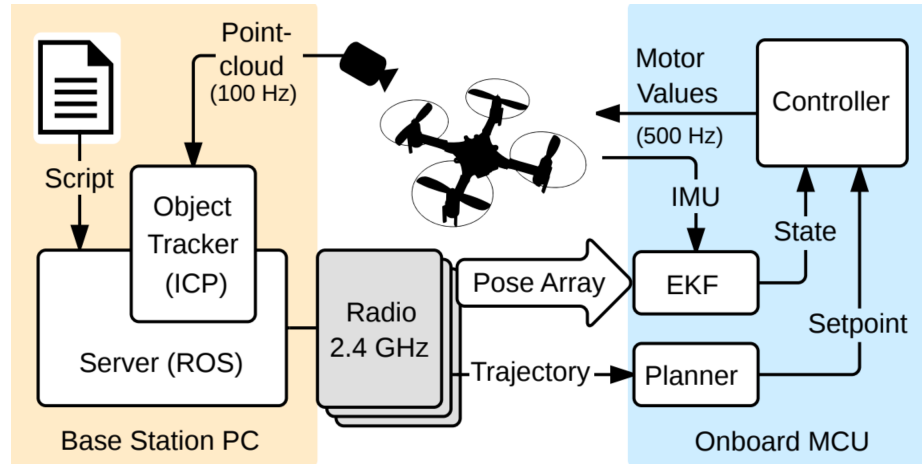 Point-
cloud
(100 Hz)
Script
Object
Tracker
(ICP)
Server (ROS)
Base Station PC
Radio
2.4 GHz
Pose Array
Trajectory
Motor
Values
(500 Hz)
IMU
Controller
State
EKF
Setpoint
Planner
Onboard MCU